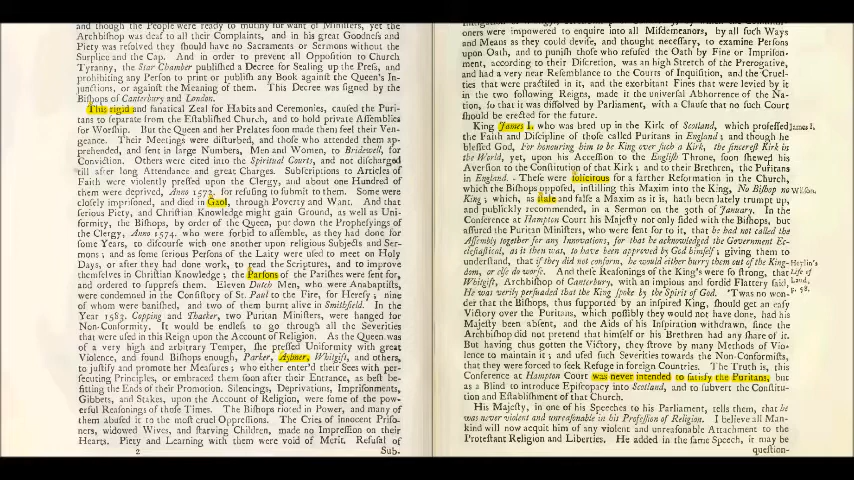 and though the People were ready to mutiny for want of Ministers, yet the
Archbishop was deaf to all their Complaints, and in his great Goodness and
Piety was resolved they should have no Sacraments or Sermons without the
Surplice and the Cap. And in order to prevent all Opposition to Church
Tyranny, the Star Chamber published a Decree for Sealing up the Press, and
prohibiting any Person to print or publish any Book against the Queen's In-
junctions, or against the Meaning of them. This Decree was signed by the
Bishops of Canterbury and London.
This rigid and fanatical Zeal for Habits and Ceremonies, caused the Puri-
tans to separate from the Established Church, and to hold private Assemblies
for Worship. But the Queen and her Prelates soon made them feel their Ven-
geance. Their Meetings were disturbed, and those who attended them ap-
prehended, and sent in large Numbers, Men and Women, to Bridewell, for
Conviction. Others were cited into the Spiritual Courts, and not discharged
till after long Attendance and great Charges. Subscriptions to Articles of
Faith were violently pressed upon the Clergy, and about one Hundred of
them were deprived, Anno 1572, for refusing to submit to them. Some were
closely imprisoned, and died in Gaol, through Poverty and Want. And that
serious Piety, and Christian Knowledge might gain Ground, as well as Uni-
formity, the Bishops, by order of the Queen, put down the Prophesyings of
the Clergy, Anno 1574, who were forbid to assemble, as they had done for
some Years, to discourse with one another upon religious Subjects and Ser-
mons; and as some serious Persons of the Laity were used to meet on Holy
Days, or after they had done work, to read the Scriptures, and to improve
themselves in Christian Knowledge; the Parsons of the Parishes were sent for,
and ordered to suppress them. Eleven Dutch Men, who were Anabaptists,
were condemned in the Consistory of St. Paul to the Fire, for Heresy; nine
of whom were banished, and two of them burnt alive in Smithfield. In the
Year 1583, Copping and Thacker, two Puritan Ministers, were hanged for
Non-Conformity. It would be endless to go through all the Severities
that were used in this Reign upon the Account of Religion. As the Queen was
of a very high and arbitrary Temper, she pressed Uniformity with great
Violence, and found Bishops enough, Parker, Aylmer, Whitgift, and others,
to justify and promote her Measures; who either enter'd their Sees with per-
secuting Principles, or embraced them soon after their Entrance, as best be-
fitting the Ends of their Promotion. Silencings, Deprivations, Imprisonments,
Gibbets, and Stakes, upon the Account of Religion, were some of the pow-
erful Reasonings of those Times. The Bishops rioted in Power, and many of
them abused it to the most cruel Oppressions. The Cries of innocent Priso-
ners, widowed Wives, and starving Children, made no Impression on their
Hearts. Piety and Learning with them were void of Merit. Refusal of
2 Sub-
oners were impowered to enquire into all Misdemeanors, by all such Ways
and Means as they could devise, and thought necessary, to examine Persons
upon Oath, and to punish those who refused the Oath by Fine or Imprison-
ment, according to their Discretion, was an high Stretch of the Prerogative,
and had a very near Resemblance to the Courts of Inquisition, and the Cruel-
ties that were practised in it, and the exorbitant Fines that were levied by it
in the two following Reigns, made it the universal Abhorrence of the Na-
tion, so that it was dissolved by Parliament, with a Clause that no such Court
should be erected for the future.
King James I. who was bred up in the Kirk of Scotland, which professed James I.
the Faith and Discipline of those called Puritans in England; and though he
blessed God, For honouring him to be King over such a Kirk, the sincerest Kirk in
the World, yet, upon his Accession to the English Throne, soon shewed his
Aversion to the Constitution of that Kirk; and to their Brethren, the Puritans
in England. These were solicitous for a farther Reformation in the Church,
which the Bishops opposed, instilling this Maxim into the King, No Bishop no Wilson.
King; which, as stale and false a Maxim as it is, hath been lately trumpt up,
and publickly recommended, in a Sermon on the 30th of January. In the
Conference at Hampton Court his Majesty not only sided with the Bishops, but
assured the Puritan Ministers, who were sent for to it, that he had not called the
Assembly together for any Innovations, for that he acknowledged the Government Ec-
clesiastical, as it then was, to have been approved by God himself; giving them to
understand, that if they did not conform, he would either hurry them out of the King- Heylin's
dom, or else do worse. And these Reasonings of the King's were so strong, that Life of
Whitgift, Archbishop of Canterbury, with an impious and sordid Flattery said, Laud,
He was verily persuaded that the King spoke by the Spirit of God. 'Twas no won- p. 58.
der that the Bishops, thus supported by an inspired King, should get an easy
Victory over the Puritans, which possibly they would not have done, had his
Majesty been absent, and the Aids of his Inspiration withdrawn, since the
Archbishop did not pretend that himself or his Brethren had any share of it.
But having thus gotten the Victory, they strove by many Methods of Vio-
lence to maintain it; and used such Severities towards the Non-Conformists,
that they were forced to seek Refuge in foreign Countries. The Truth is, this
Conference at Hampton Court was never intended to satisfy the Puritans, but
as a Blind to introduce Episcopacy into Scotland, and to subvert the Constitu-
tion and Establishment of that Church.
His Majesty, in one of his Speeches to his Parliament, tells them, that he
was never violent and unreasonable in his Profession of Religion. I believe all Man-
kind will now acquit him of any violent and unreasonable Attachment to the
Protestant Religion and Liberties. He added in the same Speech, it may be
question-